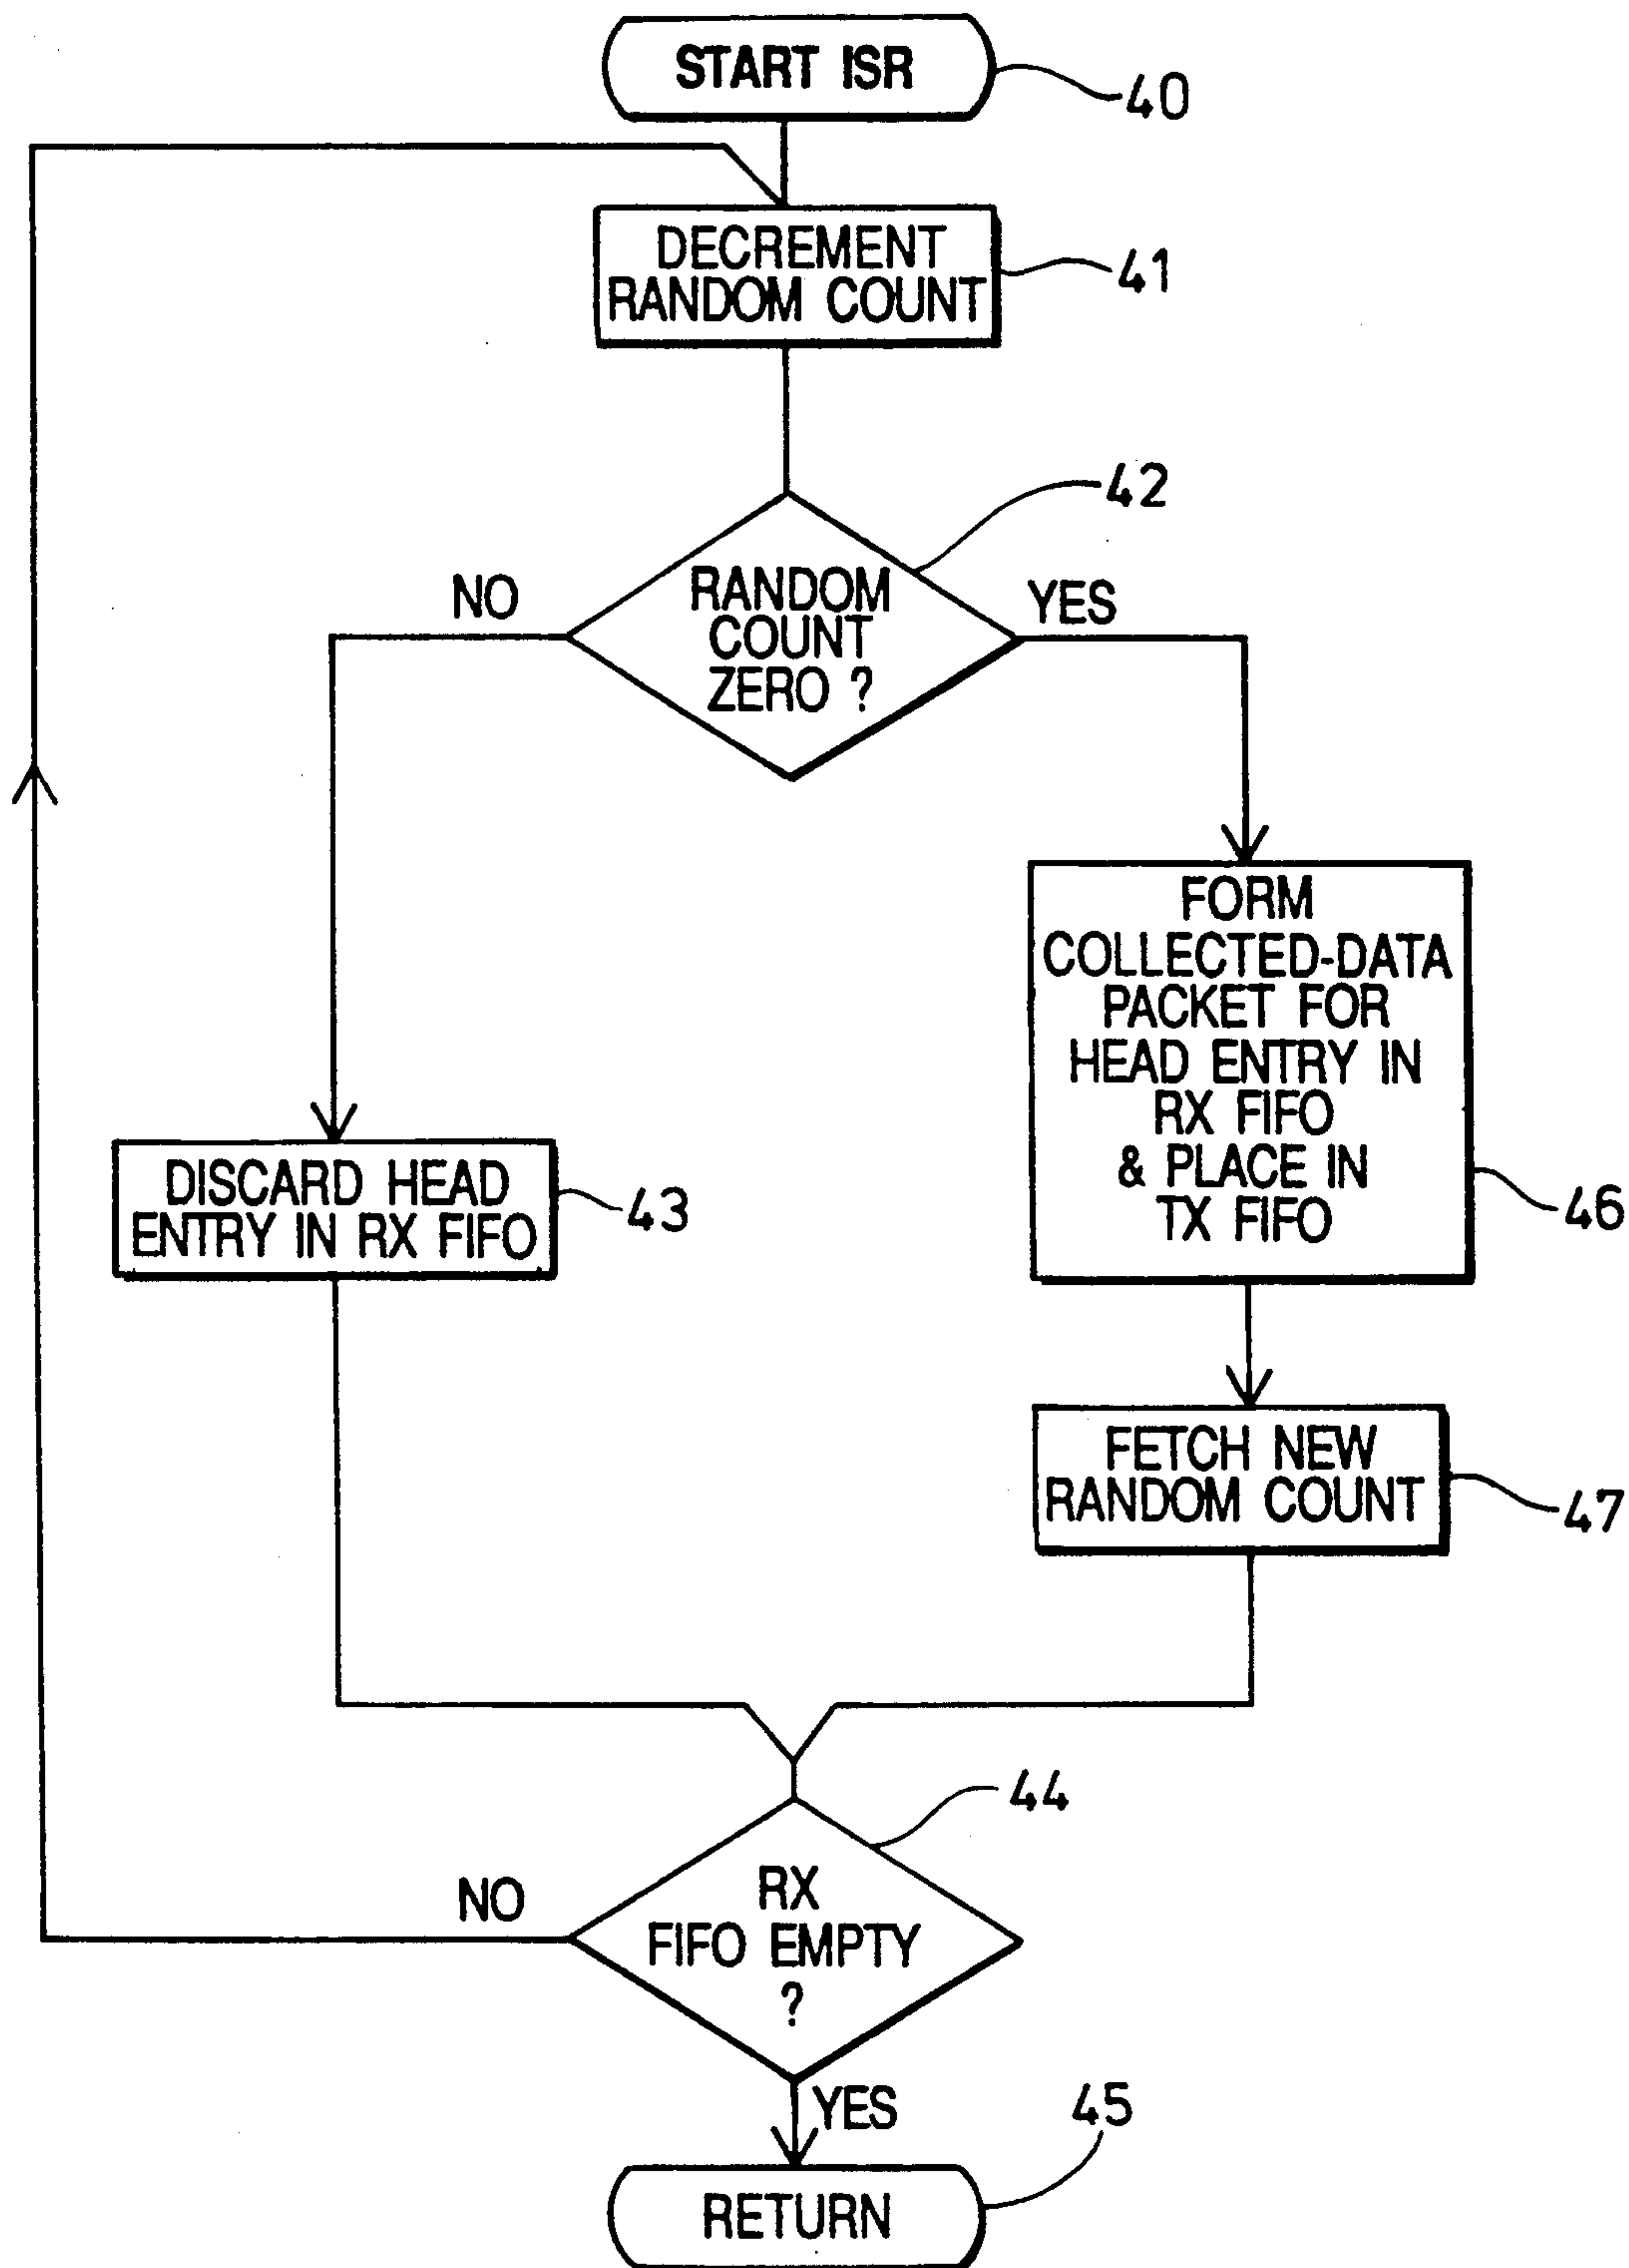 START ISR
40
DECREMENT
RANDOM COUNT
41
42
NO
RANDOM
COUNT
ZERO ?
YES
FORM
COLLECTED-DATA
PACKET FOR
HEAD ENTRY IN
RX FIFO
& PLACE IN
TX FIFO
46
DISCARD HEAD
ENTRY IN RX FIFO
43
FETCH NEW
RANDOM COUNT
47
44
NO
RX
FIFO EMPTY
?
YES
45
RETURN